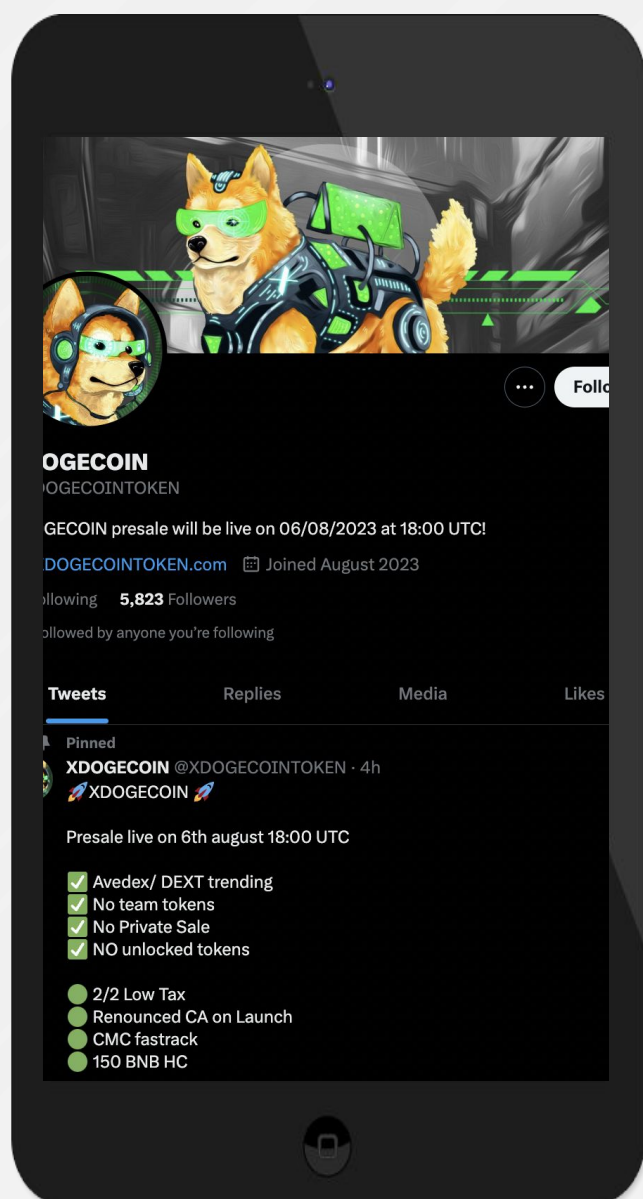 Follo
OGECOIN
OGECOINTOKEN
GECOIN presale will be live on 06/08/2023 at 18:00 UTC!
DOGECOINTOKEN.com Joined August 2023
ollowing 5,823 Followers
ollowed by anyone you're following
Tweets Replies Media Likes
Pinned
XDOGECOIN @XDOGECOINTOKEN · 4h
🚀XDOGECOIN 🚀
Presale live on 6th august 18:00 UTC
✅ Avedex/ DEXT trending
✅ No team tokens
✅ No Private Sale
✅ NO unlocked tokens
🟢 2/2 Low Tax
🟢 Renounced CA on Launch
🟢 CMC fastrack
🟢 150 BNB HC